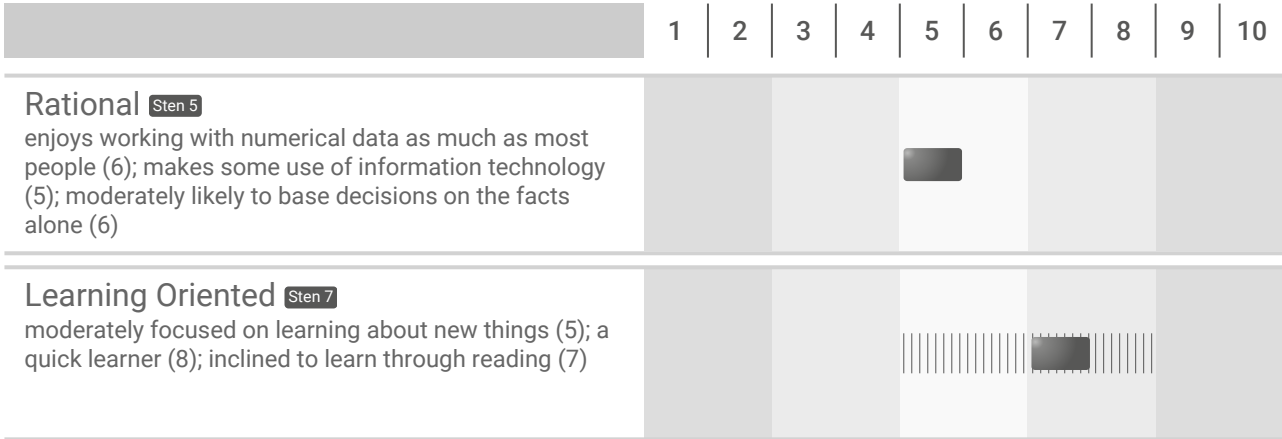 1 2 3 4 5 6 7 8 9 10
Rational Sten 5
enjoys working with numerical data as much as most
people (6); makes some use of information technology
(5); moderately likely to base decisions on the facts
alone (6)
Learning Oriented Sten 7
moderately focused on learning about new things (5); a
quick learner (8); inclined to learn through reading (7)